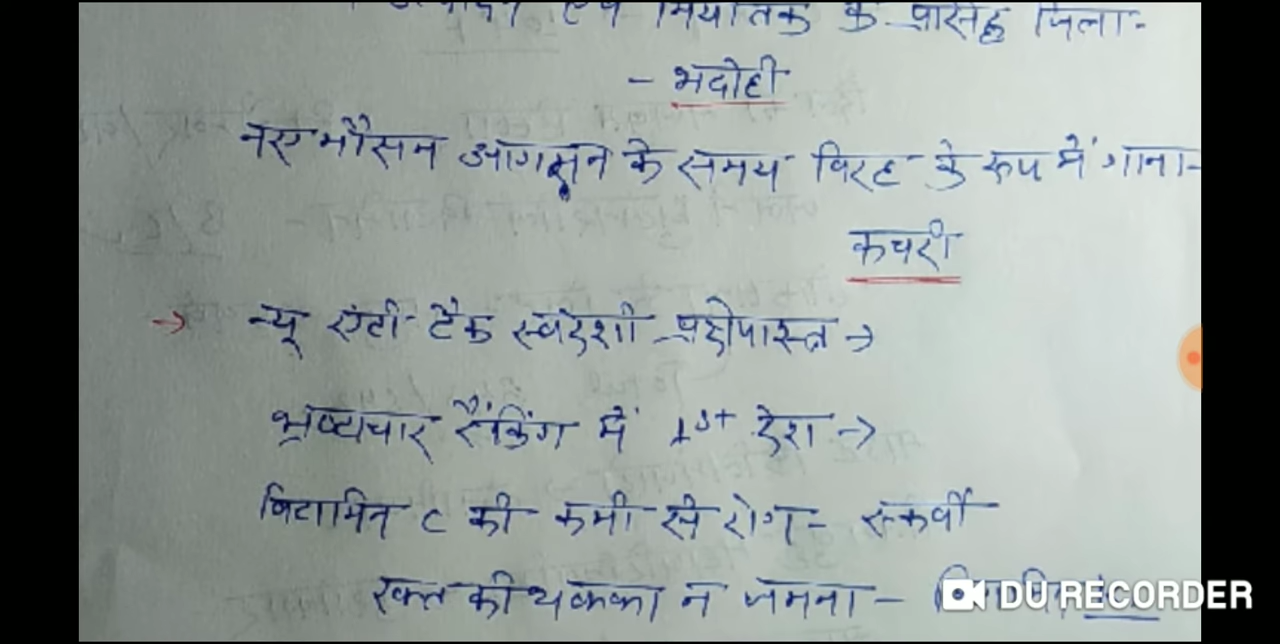 एवं निर्यातक के प्रसिद्ध जिला-
- भदोही
नए मौसम आगमन के समय विरह के रूप में गाना-
कचरी
→ न्यू एंटी टैंक स्वदेशी प्रक्षेपास्त्र →
भ्रष्टाचार रैंकिंग में 1st देश →
विटामिन C की कमी से रोग- स्कर्वी
रक्त की थक्का न जमना -
DU RECORDER